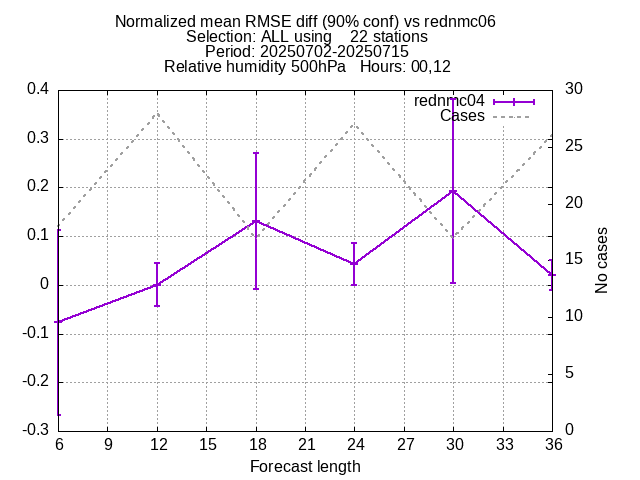 Normalized mean RMSE diff (90% conf) vs rednmc06
Selection: ALL using    22 stations
Period: 20250702-20250715
Relative humidity 500hPa   Hours: 00,12
rednmc04
Cases
0.4
0.3
0.2
0.1
0
-0.1
-0.2
-0.3
30
25
20
15
10
5
0
No cases
6 9 12 15 18 21 24 27 30 33 36
Forecast length